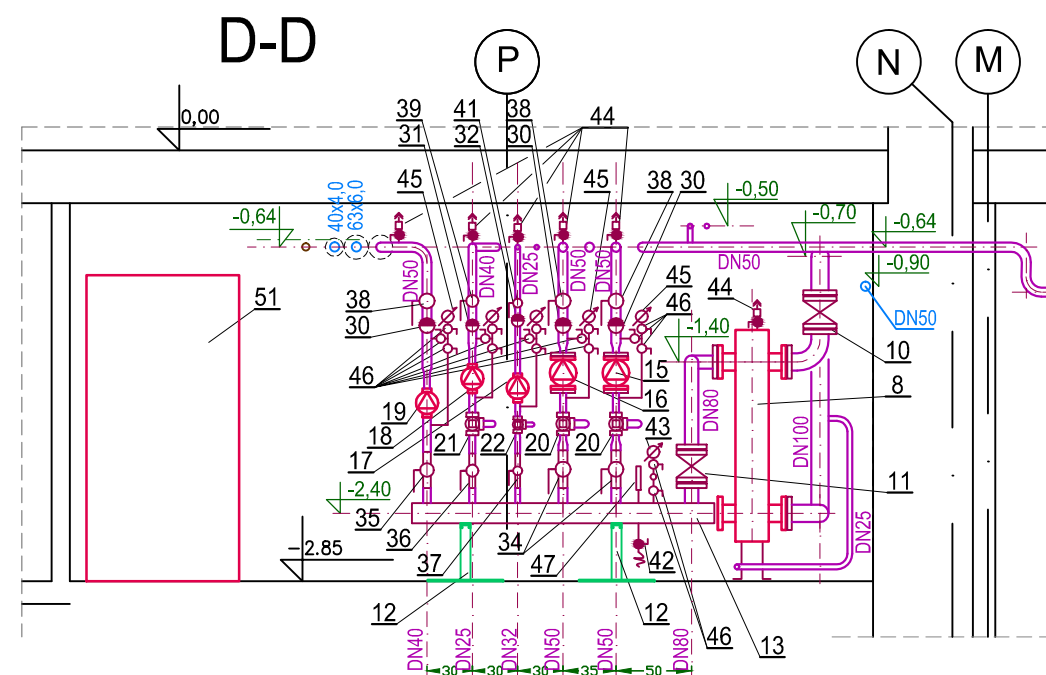 D-D
P
N
M
0,00
39
41
38
44
31
32
30
45
45
38
30
-0,50
-0,64
40x4,0
63x6,0
-0,70
-0,64
DN50
DN40
DN25
DN50
DN50
DN50
-0,90
51
38
30
45
44
46
DN50
-1,40
10
46
15
8
16
19
DN80
DN100
18
21
22
20
20
43
17
11
-2,40
35
36
34
DN25
-2.85
37
47
42
12
12
46
13
DN40
DN25
DN32
DN50
DN50
DN80
30
30
30
35
50